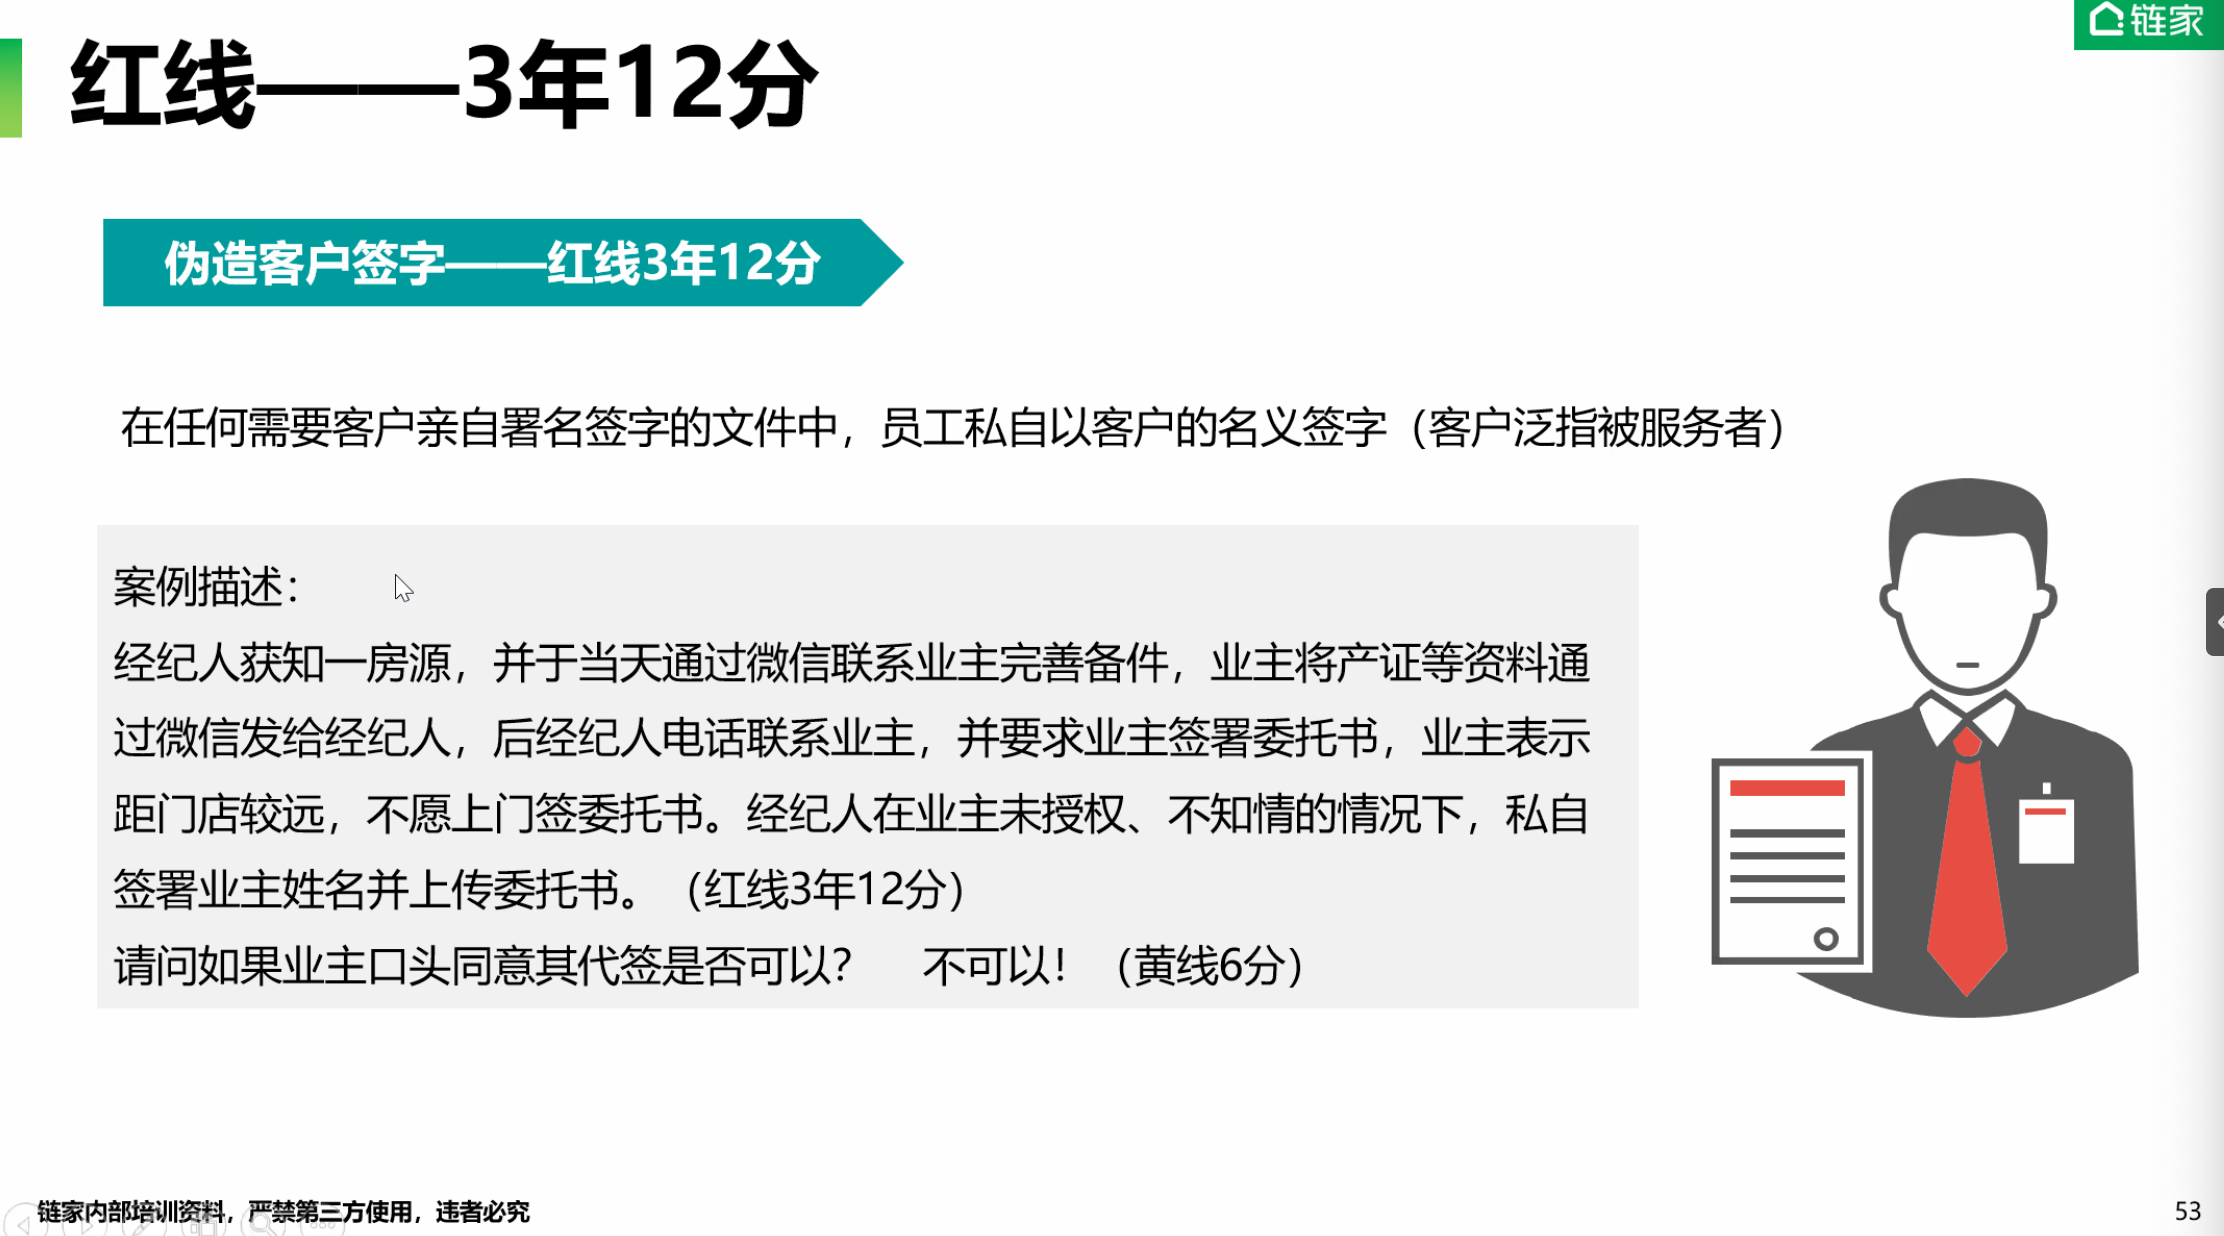 链家
红线——3年12分
伪造客户签字——红线3年12分
在任何需要客户亲自署名签字的文件中，员工私自以客户的名义签字（客户泛指被服务者）
案例描述：
经纪人获知一房源，并于当天通过微信联系业主完善备件，业主将产证等资料通
过微信发给经纪人，后经纪人电话联系业主，并要求业主签署委托书，业主表示
距门店较远，不愿上门签委托书。经纪人在业主未授权、不知情的情况下，私自
签署业主姓名并上传委托书。（红线3年12分）
请问如果业主口头同意其代签是否可以？ 不可以！（黄线6分）
链家内部培训资料，严禁第三方使用，违者必究
53